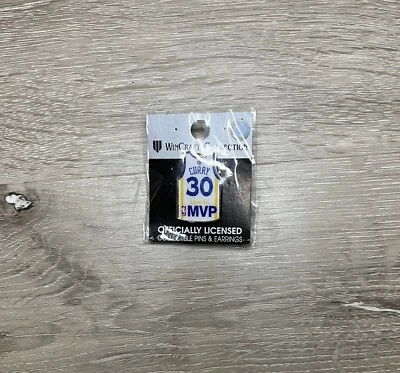 WINCRAFT COLLECTION
CURRY
30
MVP
OFFICIALLY LICENSED
COLLECTIBLE PINS & EARRINGS